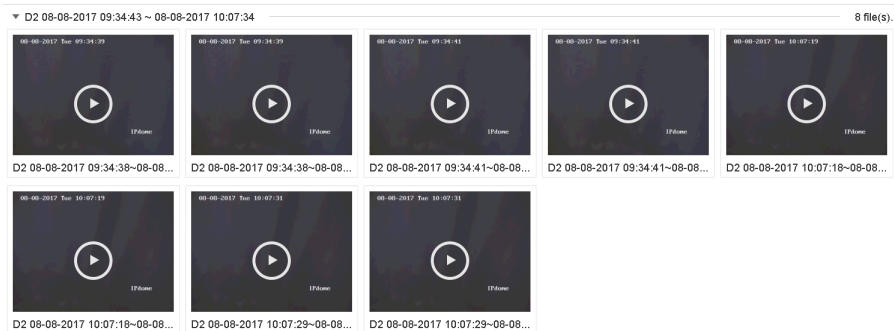 D2 08-08-2017 09:34:43 ~ 08-08-2017 10:07:34 8 file(s).
08-08-2017 Tue 09:34:39 08-08-2017 Tue 09:34:39 08-08-2017 Tue 09:34:41 08-08-2017 Tue 09:34:41 08-08-2017 Tue 10:07:19
IPdome IPdome IPdome IPdome IPdome
D2 08-08-2017 09:34:38~08-08... D2 08-08-2017 09:34:38~08-08... D2 08-08-2017 09:34:41~08-08... D2 08-08-2017 09:34:41~08-08... D2 08-08-2017 10:07:18~08-08...
08-08-2017 Tue 10:07:19 08-08-2017 Tue 10:07:31 08-08-2017 Tue 10:07:31
IPdome IPdome IPdome
D2 08-08-2017 10:07:18~08-08... D2 08-08-2017 10:07:29~08-08... D2 08-08-2017 10:07:29~08-08...